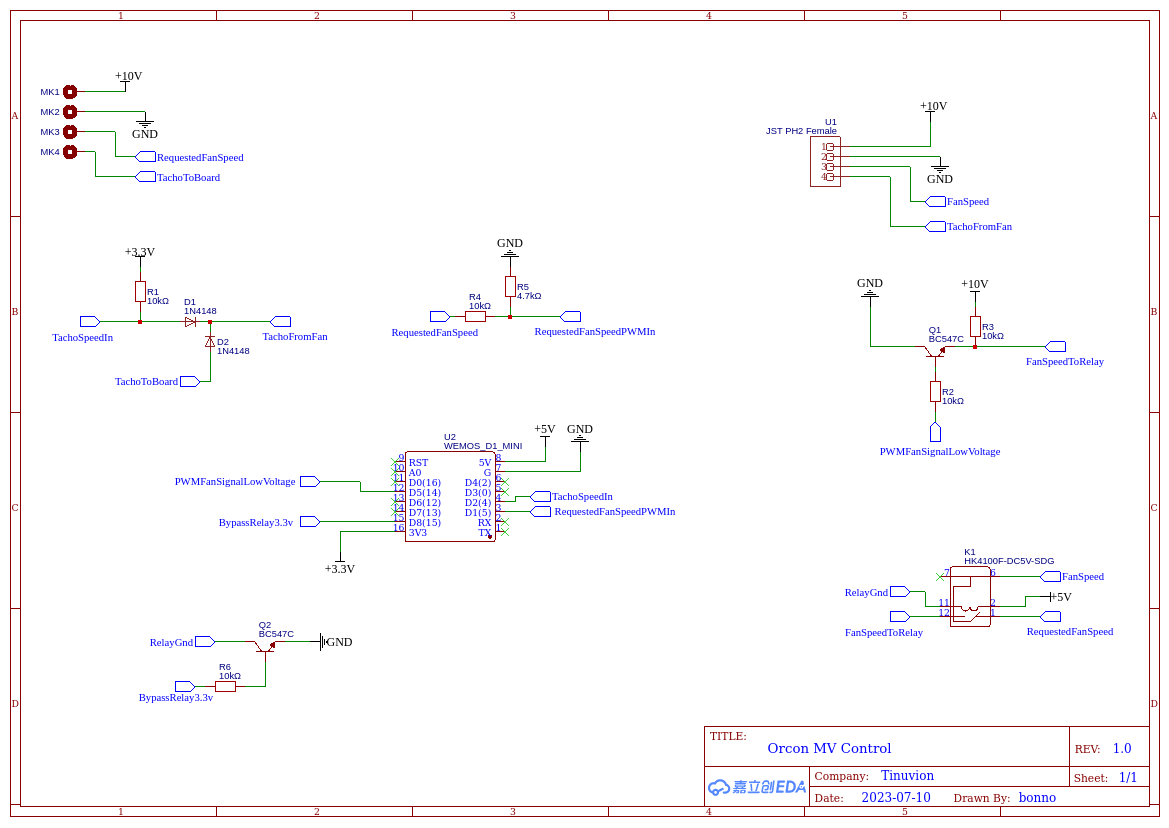 1 2 3 4 5
A
B
C
D
A
B
C
D
1 2 3 4 5
+10V
MK1
MK2
MK3
MK4
GND
RequestedFanSpeed
TachoToBoard
+10V
U1
JST PH2 Female
1
2
3
4
GND
FanSpeed
TachoFromFan
+3.3V
R1
10kΩ
D1
1N4148
D2
1N4148
TachoSpeedIn
TachoFromFan
TachoToBoard
GND
R5
4.7kΩ
R4
10kΩ
RequestedFanSpeed
RequestedFanSpeedPWMIn
GND
+10V
R3
10kΩ
Q1
BC547C
FanSpeedToRelay
R2
10kΩ
PWMFanSignalLowVoltage
U2
WEMOS_D1_MINI
+5V
GND
9 RST 5V 8
10 A0 G 7
11 D0(16) D4(2) 6
12 D5(14) D3(0) 5
13 D6(12) D2(4) 4
14 D7(13) D1(5) 3
15 D8(15) RX 2
16 3V3 TX 1
PWMFanSignalLowVoltage
BypassRelay3.3v
+3.3V
TachoSpeedIn
RequestedFanSpeedPWMIn
K1
HK4100F-DC5V-SDG
7 6
11 2
12 1
RelayGnd
FanSpeedToRelay
FanSpeed
+5V
RequestedFanSpeed
Q2
BC547C
RelayGnd
GND
R6
10kΩ
BypassRelay3.3v
TITLE:
Orcon MV Control
REV: 1.0
嘉立创EDA
Company: Tinuvion
Sheet: 1/1
Date: 2023-07-10 Drawn By: bonno